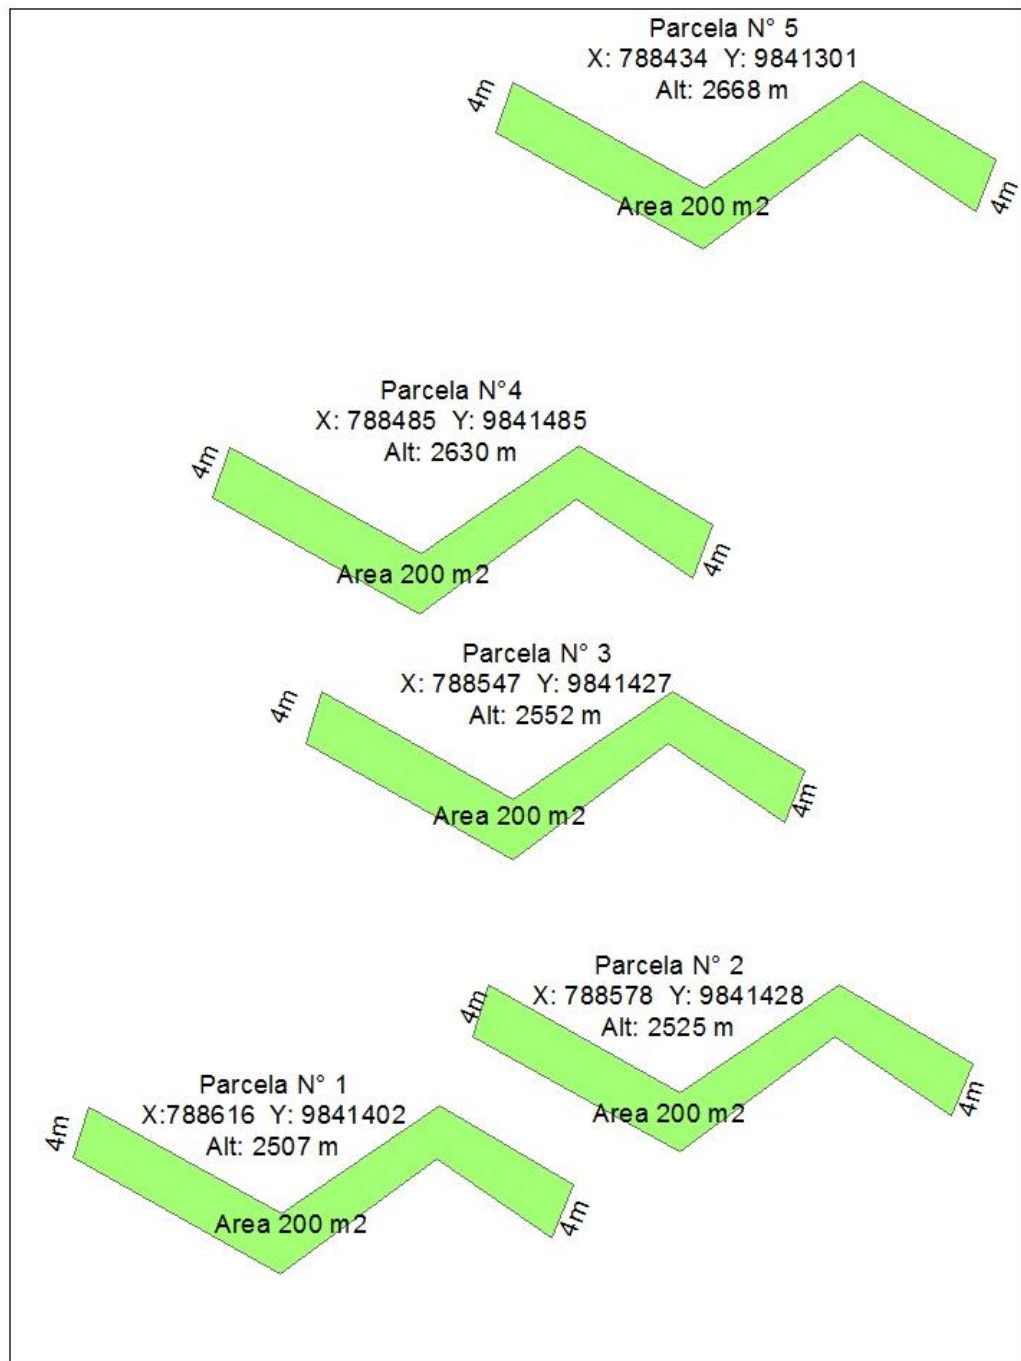 Parcela N° 5
X: 788434 Y: 9841301
Alt: 2668 m
4m
Area 200 m2
4m
Parcela N°4
X: 788485 Y: 9841485
Alt: 2630 m
4m
Area 200 m2
4m
Parcela N° 3
X: 788547 Y: 9841427
Alt: 2552 m
4m
Area 200 m2
4m
Parcela N° 2
X: 788578 Y: 9841428
Alt: 2525 m
4m
Area 200 m2
4m
Parcela N° 1
X:788616 Y: 9841402
Alt: 2507 m
4m
Area 200 m2
4m